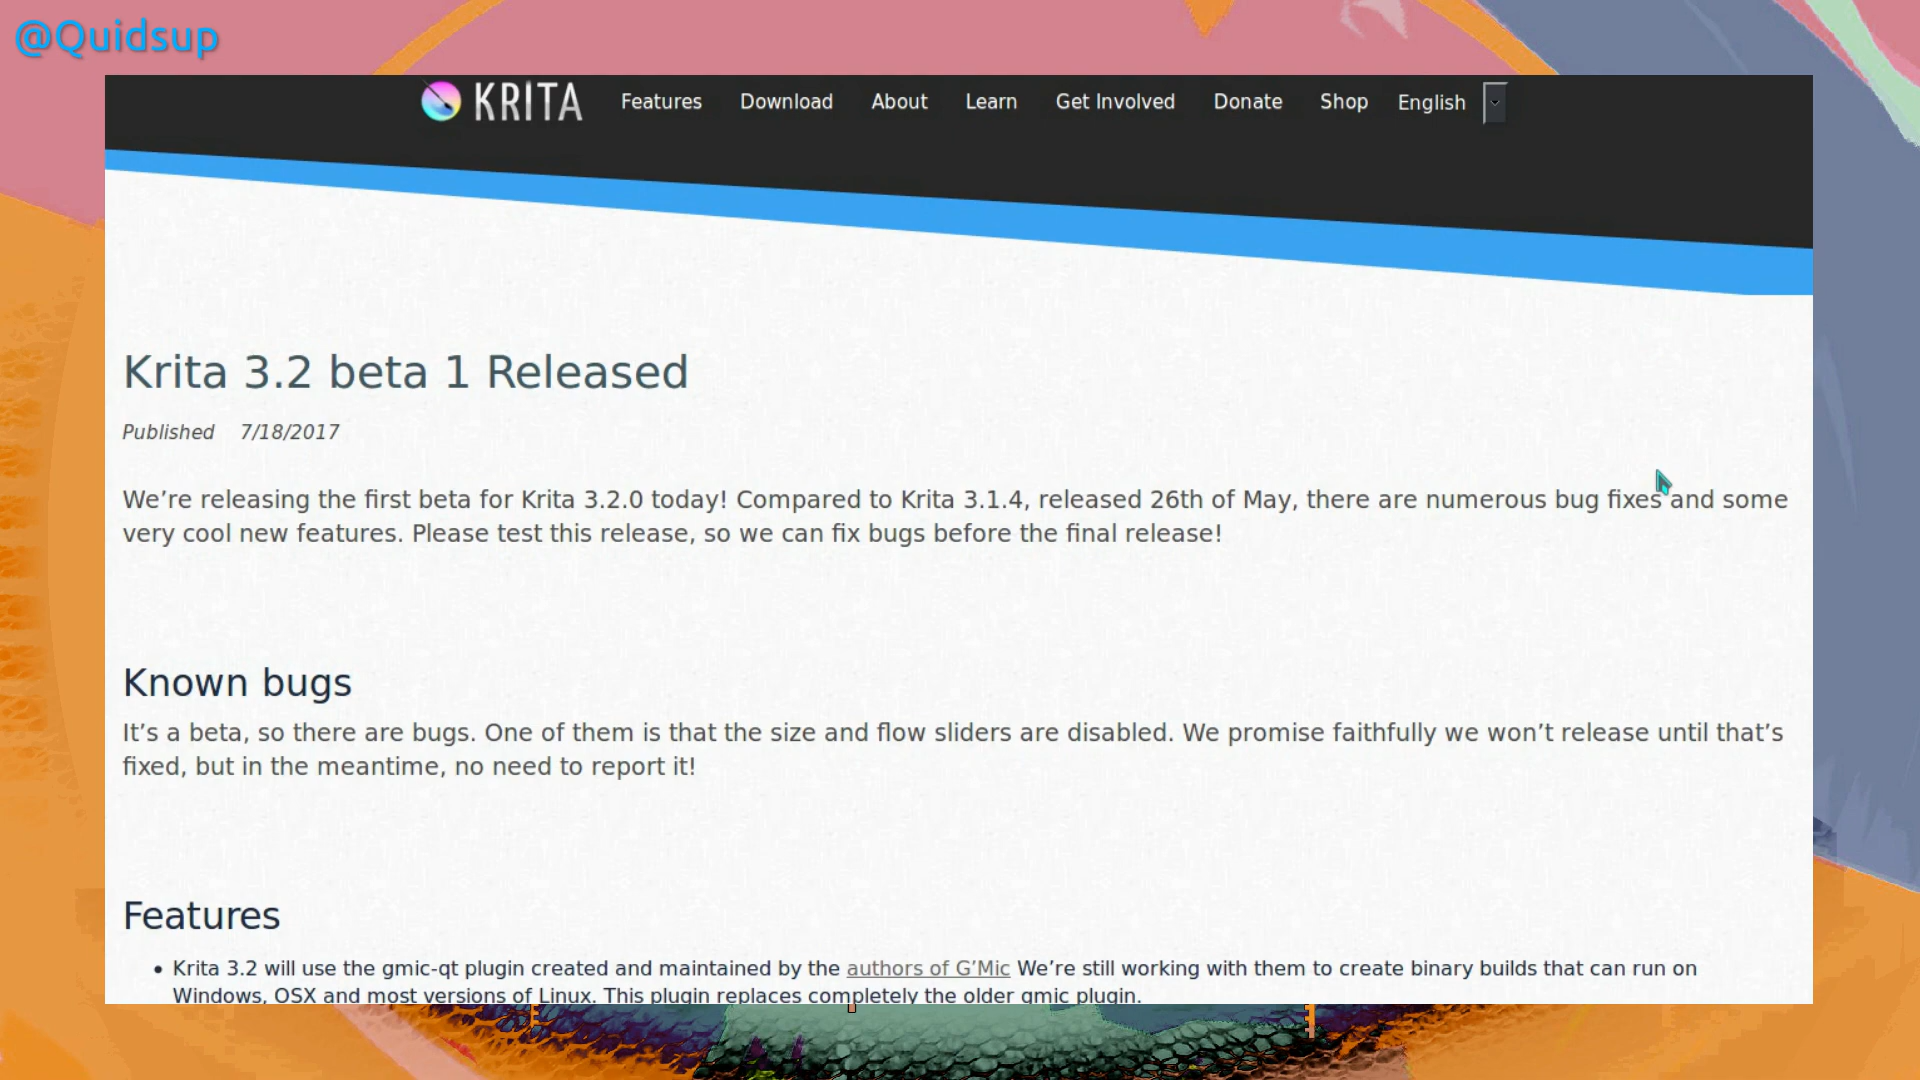 @Quidsup
KRITA Features Download About Learn Get Involved Donate Shop English
Krita 3.2 beta 1 Released
Published 7/18/2017
We’re releasing the first beta for Krita 3.2.0 today! Compared to Krita 3.1.4, released 26th of May, there are numerous bug fixes and some
very cool new features. Please test this release, so we can fix bugs before the final release!
Known bugs
It’s a beta, so there are bugs. One of them is that the size and flow sliders are disabled. We promise faithfully we won’t release until that’s
fixed, but in the meantime, no need to report it!
Features
• Krita 3.2 will use the gmic-qt plugin created and maintained by the authors of G’Mic We’re still working with them to create binary builds that can run on
Windows, OSX and most versions of Linux. This plugin replaces completely the older gmic plugin.